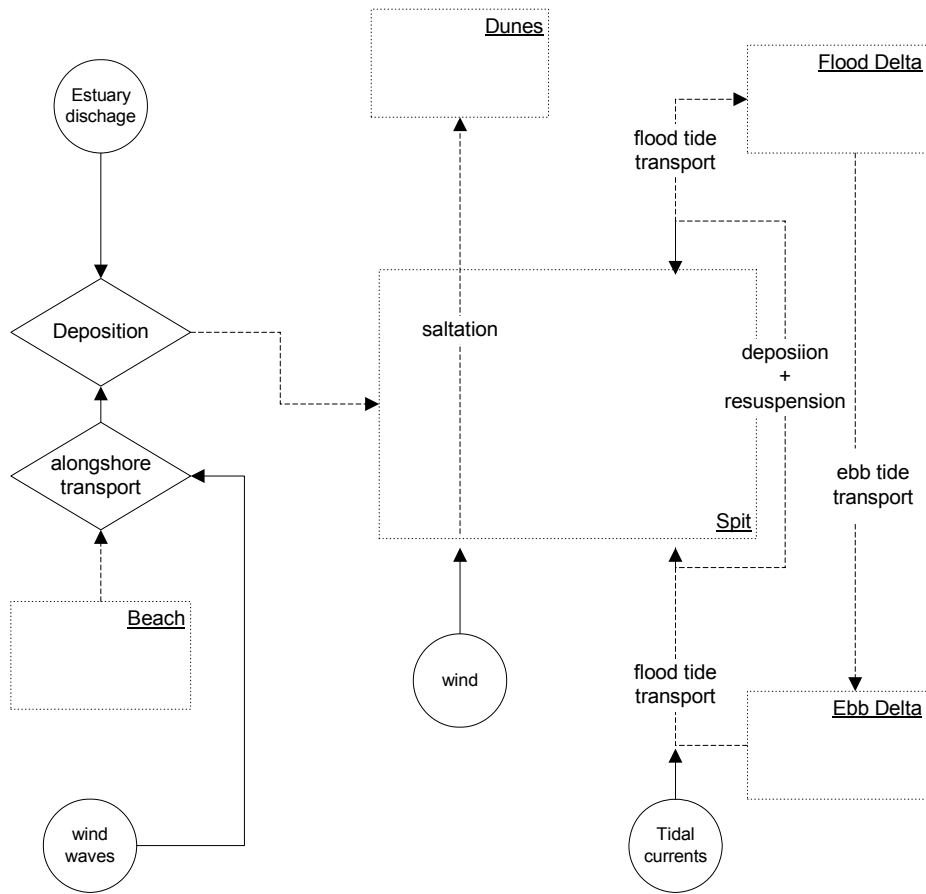 Dunes
Flood Delta
Estuary
dischage
flood tide
transport
Deposition
saltation
deposiion
+
resuspension
alongshore
transport
ebb tide
transport
Spit
Beach
wind
flood tide
transport
Ebb Delta
wind
waves
Tidal
currents